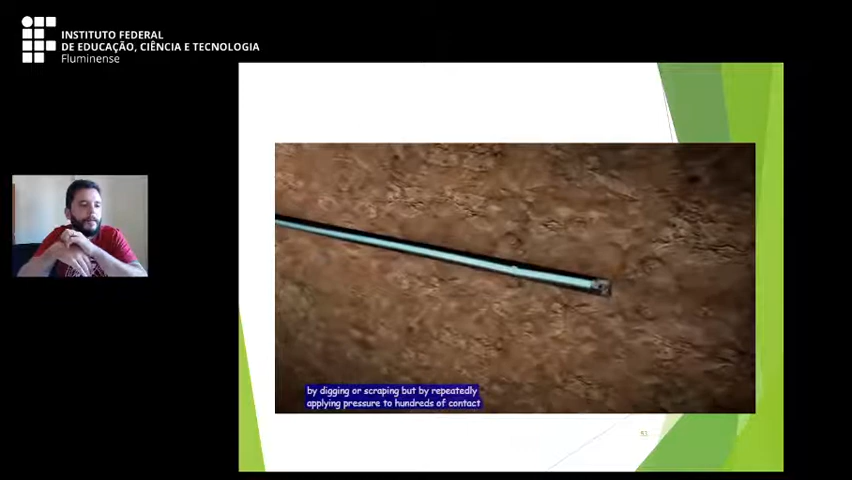 INSTITUTO FEDERAL
DE EDUCAÇÃO, CIÊNCIA E TECNOLOGIA
Fluminense
by digging or scraping but by repeatedly
applying pressure to hundreds of contact
93